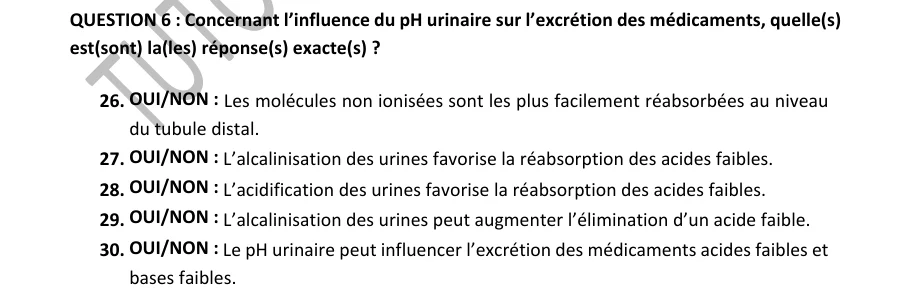 QUESTION 6 : Concernant l’influence du pH urinaire sur l’excrétion des médicaments, quelle(s)
est(sont) la(les) réponse(s) exacte(s) ?
26. OUI/NON : Les molécules non ionisées sont les plus facilement réabsorbées au niveau
du tubule distal.
27. OUI/NON : L’alcalinisation des urines favorise la réabsorption des acides faibles.
28. OUI/NON : L’acidification des urines favorise la réabsorption des acides faibles.
29. OUI/NON : L’alcalinisation des urines peut augmenter l’élimination d’un acide faible.
30. OUI/NON : Le pH urinaire peut influencer l’excrétion des médicaments acides faibles et
bases faibles.